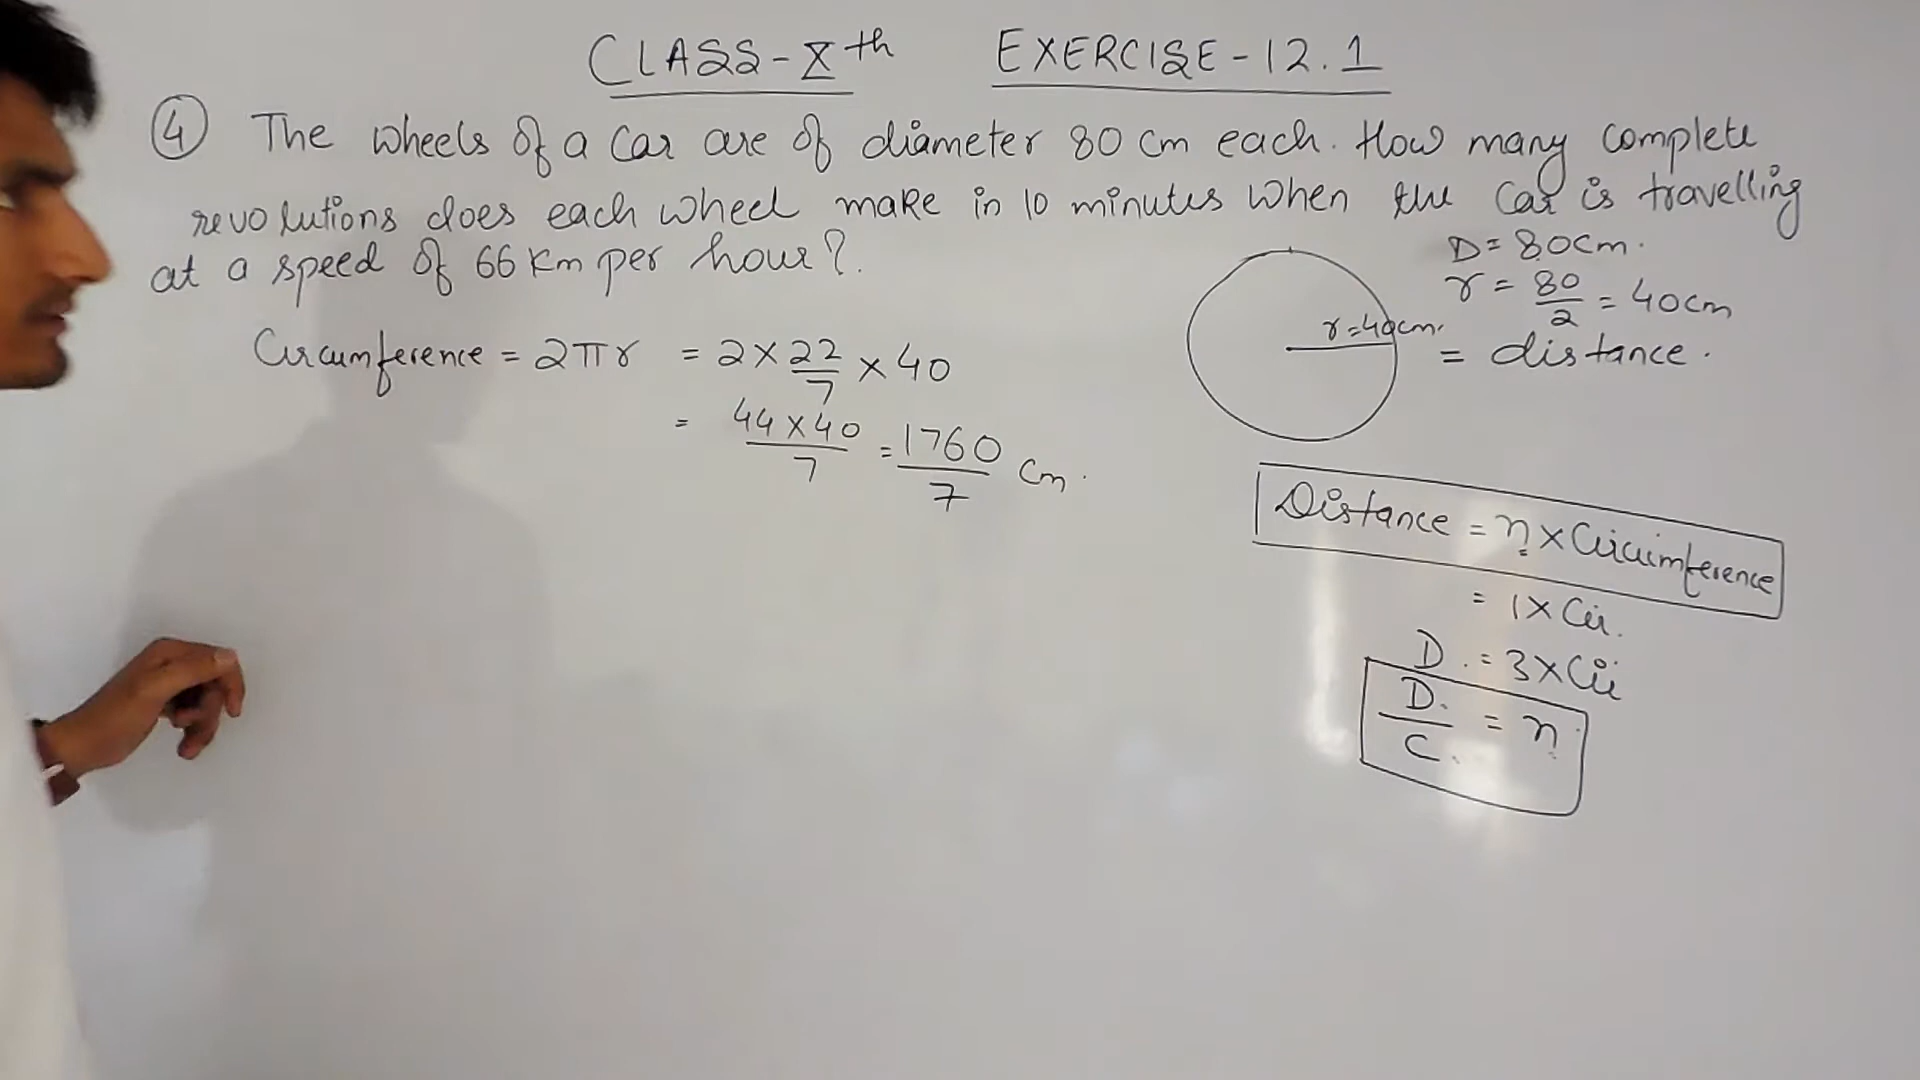 CLASS-Xth EXERCISE-12.1
④ The wheels of a Car are of diameter 80 cm each. How many complete
revolutions does each wheel make in 10 minutes when the Car is travelling
at a speed of 66 Km per hour?.
D = 80cm.
r = 80/2 = 40cm
r=40cm.
= distance.
Circumference = 2πr = 2 × 22/7 × 40
= 44×40/7 = 1760/7 cm.
Distance = n × Circumference
= 1 × Cir.
D. = 3 × Cir
D./C. = n